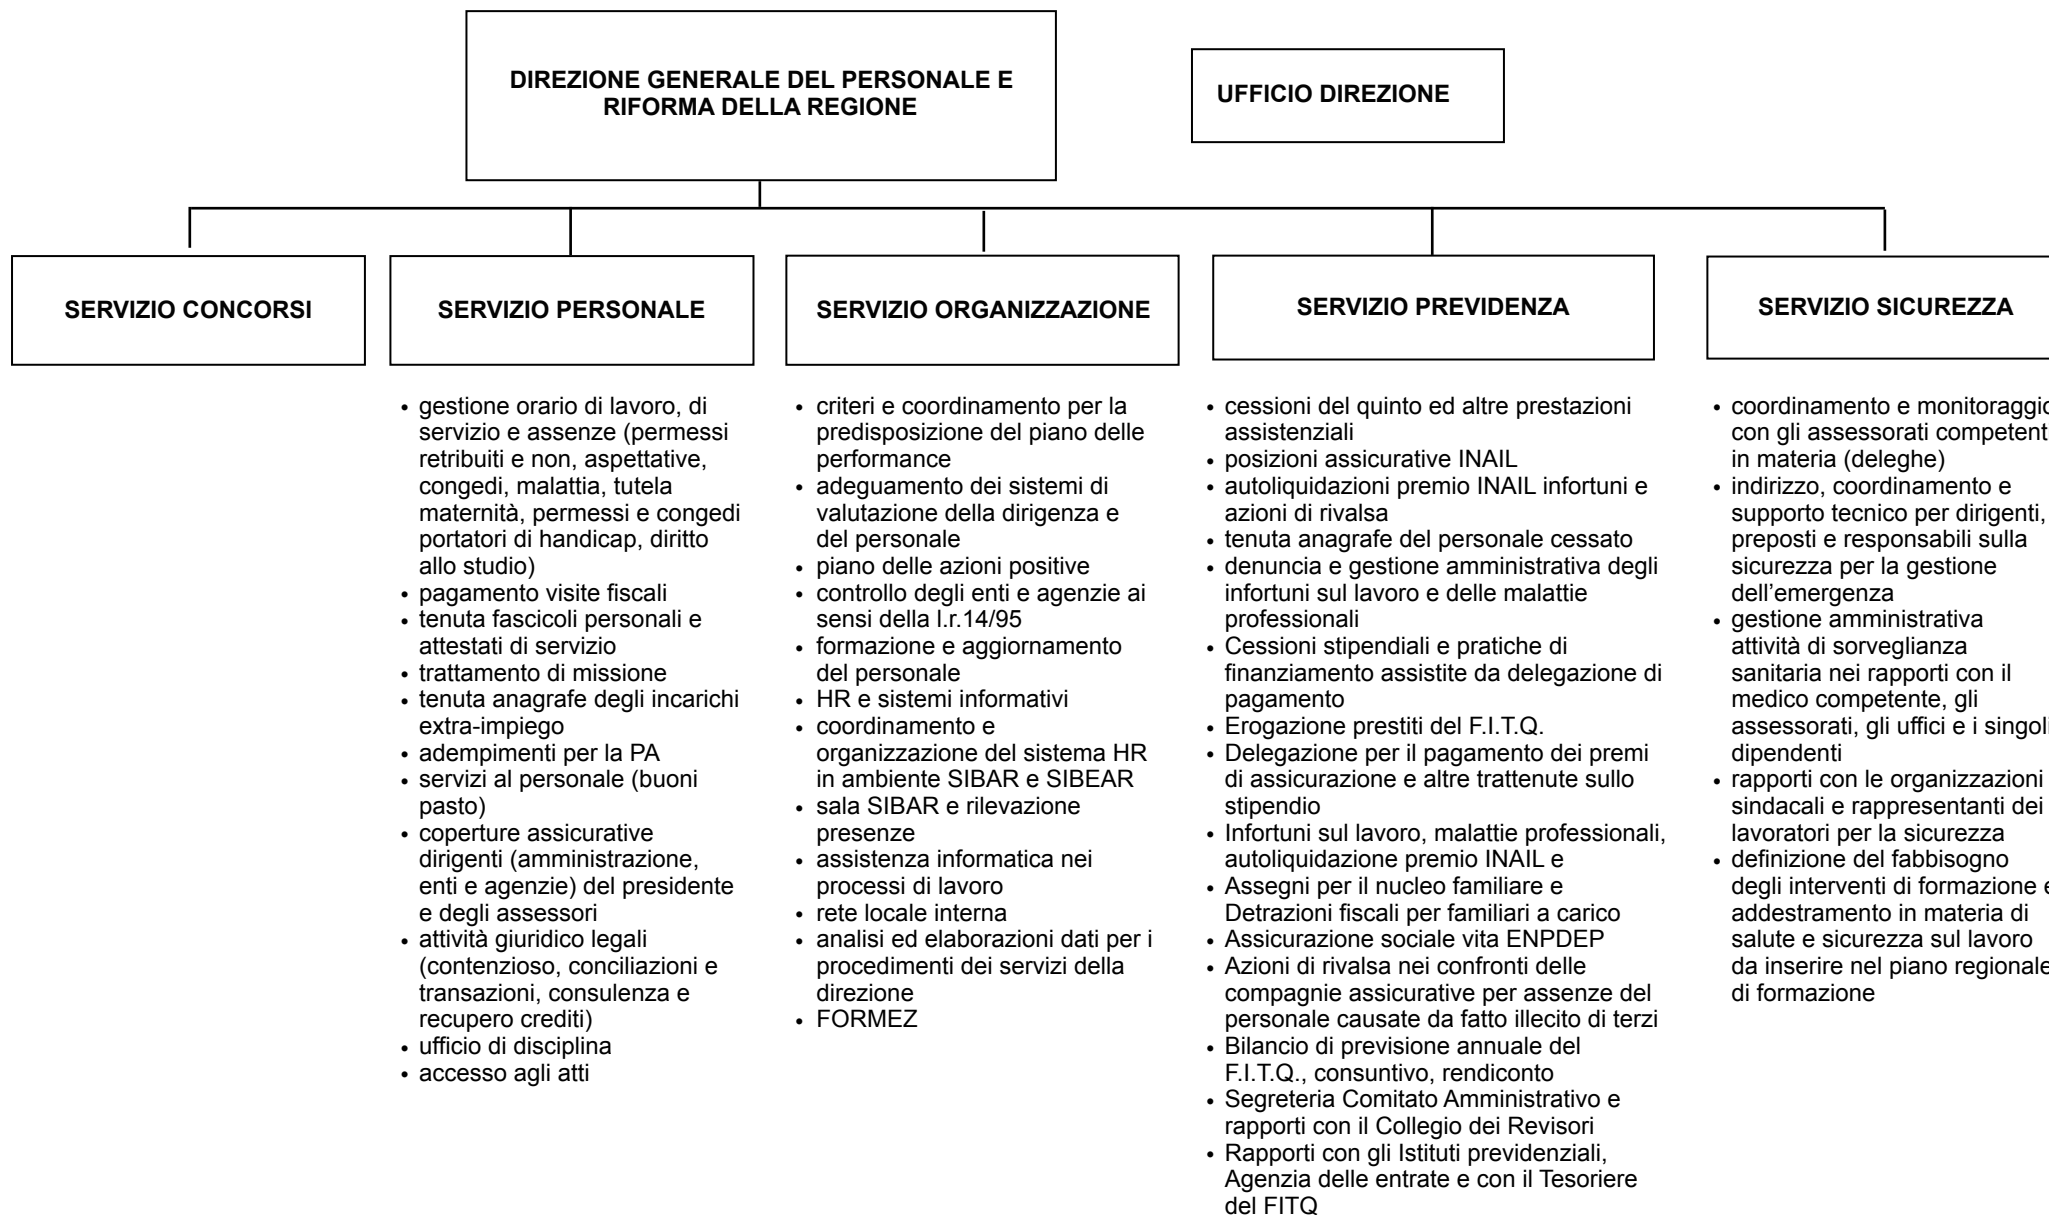 DIREZIONE GENERALE DEL PERSONALE E
RIFORMA DELLA REGIONE
UFFICIO DIREZIONE
SERVIZIO CONCORSI
SERVIZIO PERSONALE
• gestione orario di lavoro, di
servizio e assenze (permessi
retribuiti e non, aspettative,
congedi, malattia, tutela
maternità, permessi e congedi
portatori di handicap, diritto
allo studio)
• pagamento visite fiscali
• tenuta fascicoli personali e
attestati di servizio
• trattamento di missione
• tenuta anagrafe degli incarichi
extra-impiego
• adempimenti per la PA
• servizi al personale (buoni
pasto)
• coperture assicurative
dirigenti (amministrazione,
enti e agenzie) del presidente
e degli assessori
• attività giuridico legali
(contenzioso, conciliazioni e
transazioni, consulenza e
recupero crediti)
• ufficio di disciplina
• accesso agli atti
SERVIZIO ORGANIZZAZIONE
• criteri e coordinamento per la
predisposizione del piano delle
performance
• adeguamento dei sistemi di
valutazione della dirigenza e
del personale
• piano delle azioni positive
• controllo degli enti e agenzie ai
sensi della l.r.14/95
• formazione e aggiornamento
del personale
• HR e sistemi informativi
• coordinamento e
organizzazione del sistema HR
in ambiente SIBAR e SIBEAR
• sala SIBAR e rilevazione
presenze
• assistenza informatica nei
processi di lavoro
• rete locale interna
• analisi ed elaborazioni dati per i
procedimenti dei servizi della
direzione
• FORMEZ
SERVIZIO PREVIDENZA
• cessioni del quinto ed altre prestazioni
assistenziali
• posizioni assicurative INAIL
• autoliquidazioni premio INAIL infortuni e
azioni di rivalsa
• tenuta anagrafe del personale cessato
• denuncia e gestione amministrativa degli
infortuni sul lavoro e delle malattie
professionali
• Cessioni stipendiali e pratiche di
finanziamento assistite da delegazione di
pagamento
• Erogazione prestiti del F.I.T.Q.
• Delegazione per il pagamento dei premi
di assicurazione e altre trattenute sullo
stipendio
• Infortuni sul lavoro, malattie professionali,
autoliquidazione premio INAIL e
• Assegni per il nucleo familiare e
Detrazioni fiscali per familiari a carico
• Assicurazione sociale vita ENPDEP
• Azioni di rivalsa nei confronti delle
compagnie assicurative per assenze del
personale causate da fatto illecito di terzi
• Bilancio di previsione annuale del
F.I.T.Q., consuntivo, rendiconto
• Segreteria Comitato Amministrativo e
rapporti con il Collegio dei Revisori
• Rapporti con gli Istituti previdenziali,
Agenzia delle entrate e con il Tesoriere
del FITQ
SERVIZIO SICUREZZA
• coordinamento e monitoraggio
con gli assessorati
in materia (deleghe)
• indirizzo, coordinamento e
supporto tecnico per dirigenti,
preposti e responsabili sulla
sicurezza per la gestione
dell’emergenza
• gestione amministrativa
attività di sorveglianza
sanitaria nei rapporti con il
medico competente, gli
assessorati, gli uffici e i singoli
dipendenti
• rapporti con le organizzazioni
sindacali e rappresentanti dei
lavoratori per la sicurezza
• definizione del fabbisogno
degli interventi di formazione e
addestramento in materia di
salute e sicurezza sul lavoro
da inserire nel piano regionale
di formazione